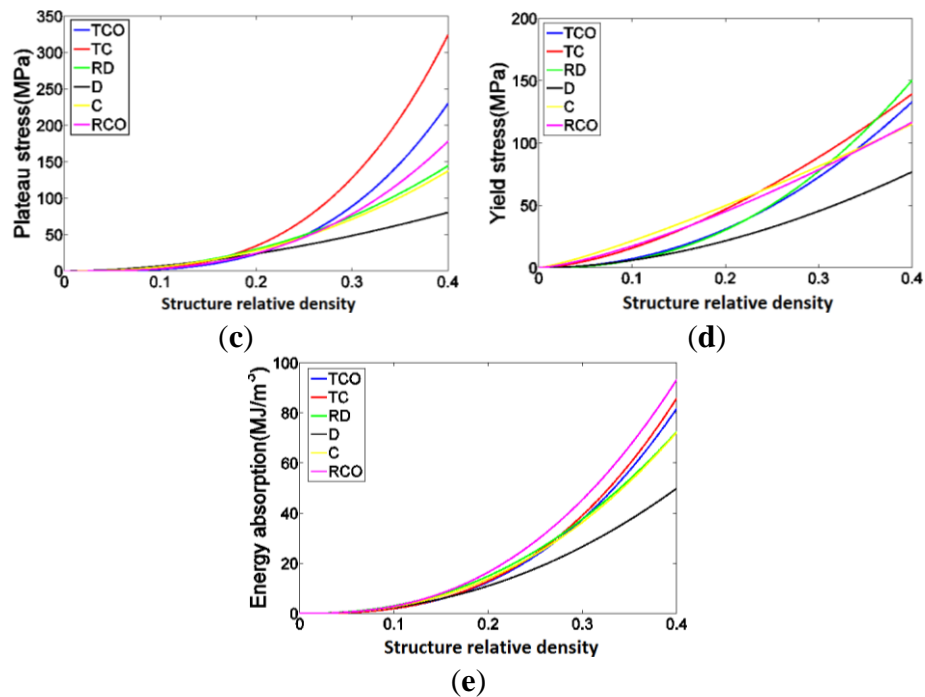 Plateau stress(MPa)
350
300
250
200
150
100
50
0
TCO
TC
RD
D
C
RCO
0 0.1 0.2 0.3 0.4
Structure relative density
(c)
Yield stress(MPa)
200
150
100
50
0
TCO
TC
RD
D
C
RCO
0 0.1 0.2 0.3 0.4
Structure relative density
(d)
Energy absorption(MJ/m-3)
100
80
60
40
20
0
TCO
TC
RD
D
C
RCO
0 0.1 0.2 0.3 0.4
Structure relative density
(e)